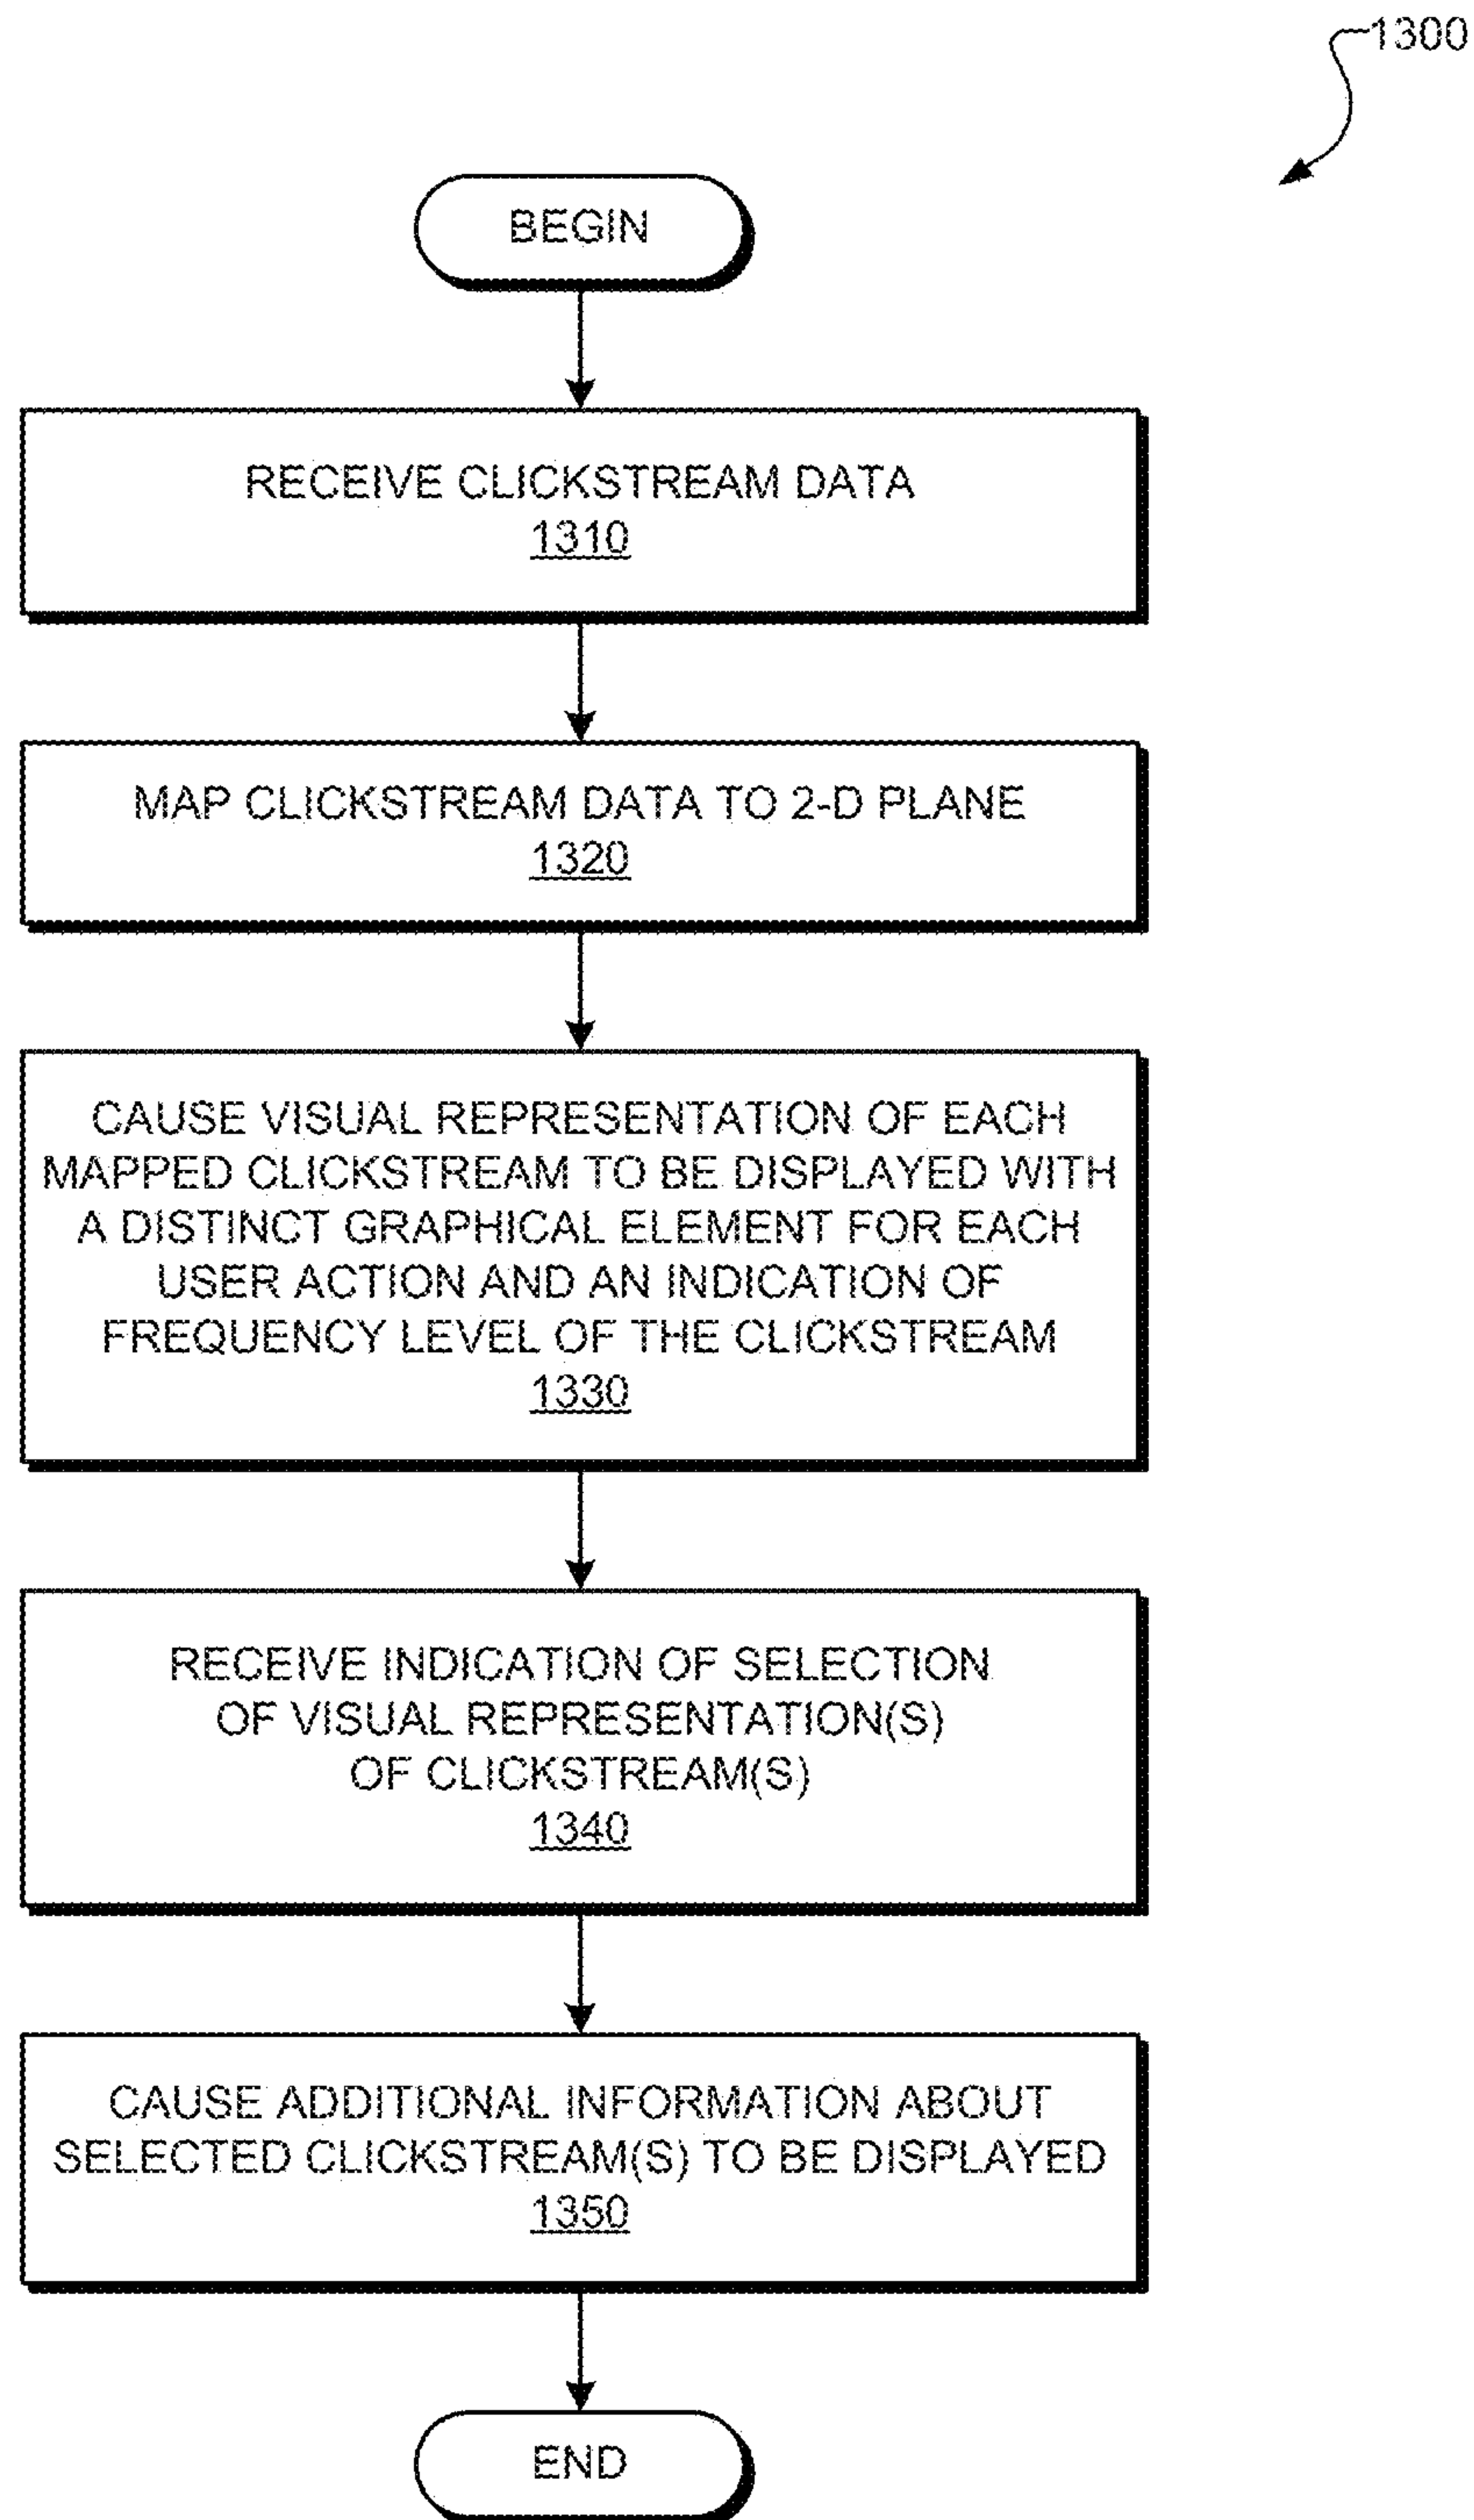 1300
BEGIN
RECEIVE CLICKSTREAM DATA
1310
MAP CLICKSTREAM DATA TO 2-D PLANE
1320
CAUSE VISUAL REPRESENTATION OF EACH
MAPPED CLICKSTREAM TO BE DISPLAYED WITH
A DISTINCT GRAPHICAL ELEMENT FOR EACH
USER ACTION AND AN INDICATION OF
FREQUENCY LEVEL OF THE CLICKSTREAM
1330
RECEIVE INDICATION OF SELECTION
OF VISUAL REPRESENTATION(S)
OF CLICKSTREAM(S)
1340
CAUSE ADDITIONAL INFORMATION ABOUT
SELECTED CLICKSTREAM(S) TO BE DISPLAYED
1350
END